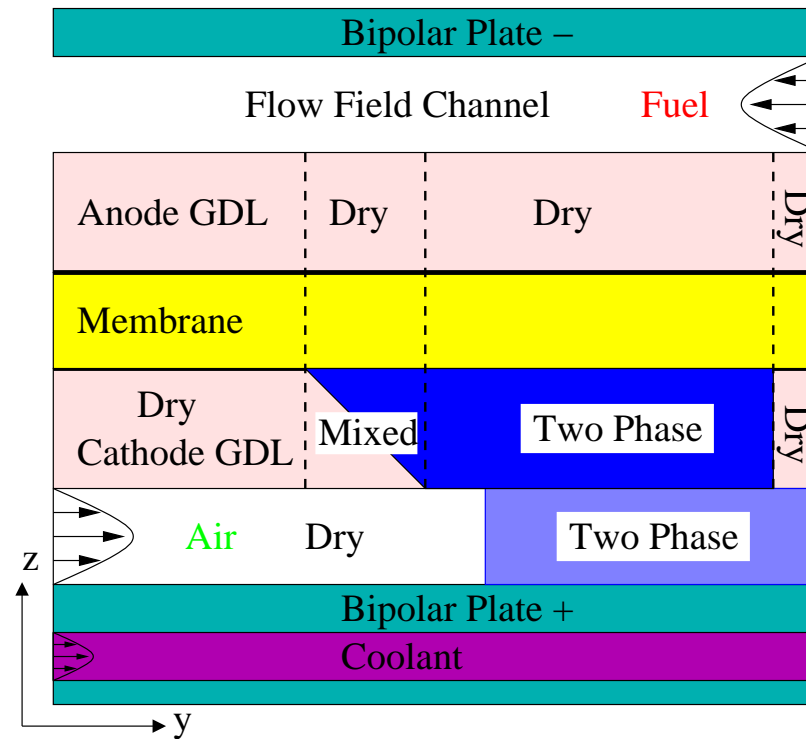 Bipolar Plate –
Flow Field Channel Fuel
Anode GDL Dry Dry Dry
Membrane
Dry
Cathode GDL Mixed Two Phase Dry
Air Dry Two Phase
z
Bipolar Plate +
Coolant
y